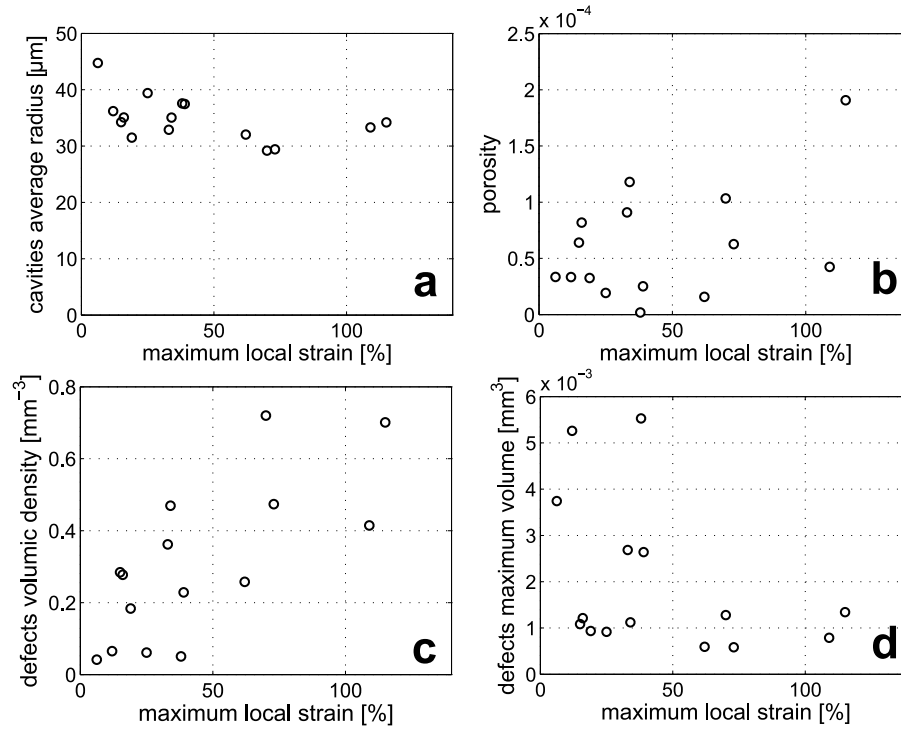 x 10⁻⁴
50
40
30
20
10
0
cavities average radius [µm]
0
50
100
maximum local strain [%]
a
2.5
2
1.5
1
0.5
0
porosity
0
50
100
maximum local strain [%]
b
0.8
0.6
0.4
0.2
0
defects volumic density [mm⁻³]
0
50
100
maximum local strain [%]
c
x 10⁻³
6
5
4
3
2
1
0
defects maximum volume [mm³]
0
50
100
maximum local strain [%]
d